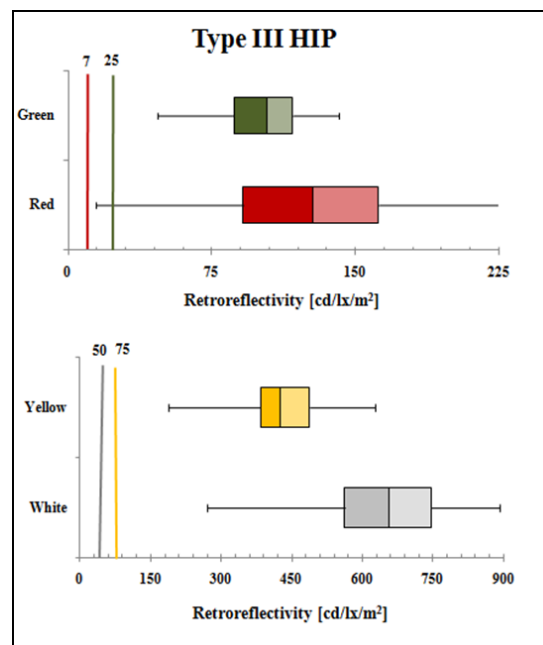 Type III HIP
7 25
Green
Red
0 75 150 225
Retroreflectivity [cd/lx/m²]
50 75
Yellow
White
0 150 300 450 600 750 900
Retroreflectivity [cd/lx/m²]